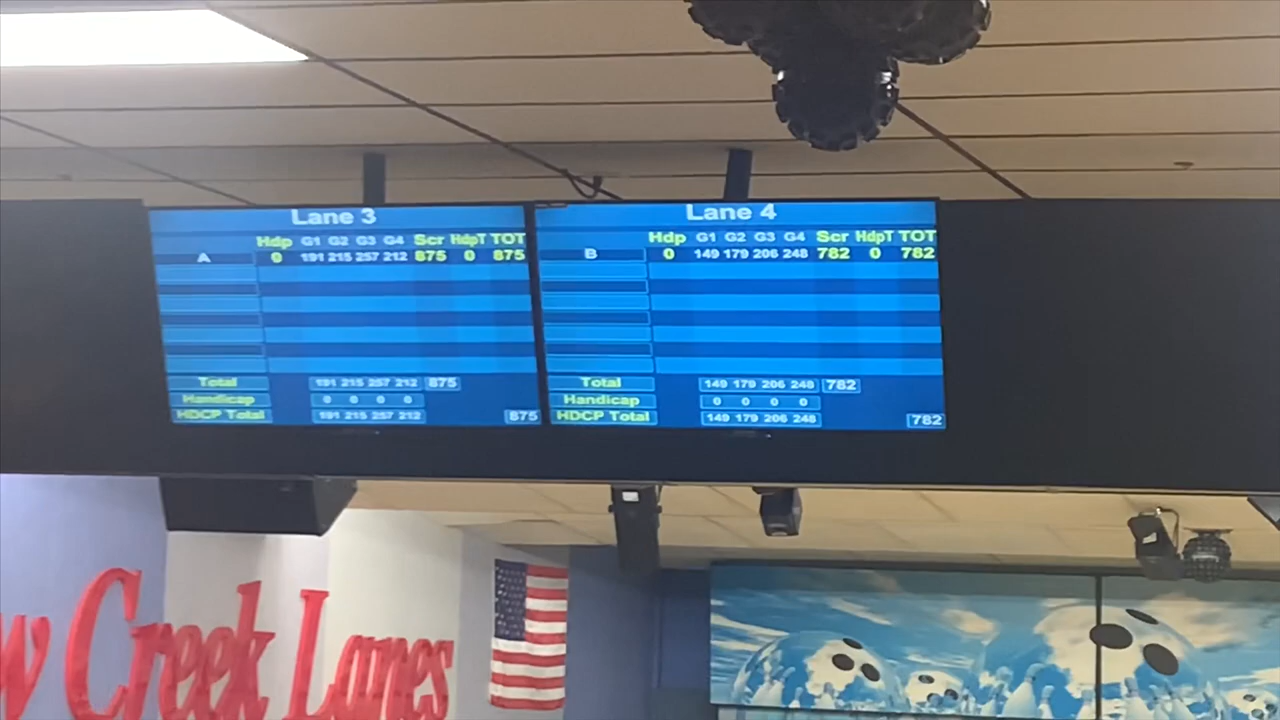 Lane 3
Hdp G1 G2 G3 G4 Scr HdpT TOT
A 0 191 215 257 212 875 0 875
Total 191 215 257 212 875
Handicap 0 0 0 0
HDCP Total 191 215 257 212 875
Lane 4
Hdp G1 G2 G3 G4 Scr HdpT TOT
B 0 149 179 206 248 782 0 782
Total 149 179 206 248 782
Handicap 0 0 0 0
HDCP Total 149 179 206 248 782
w Creek Lanes